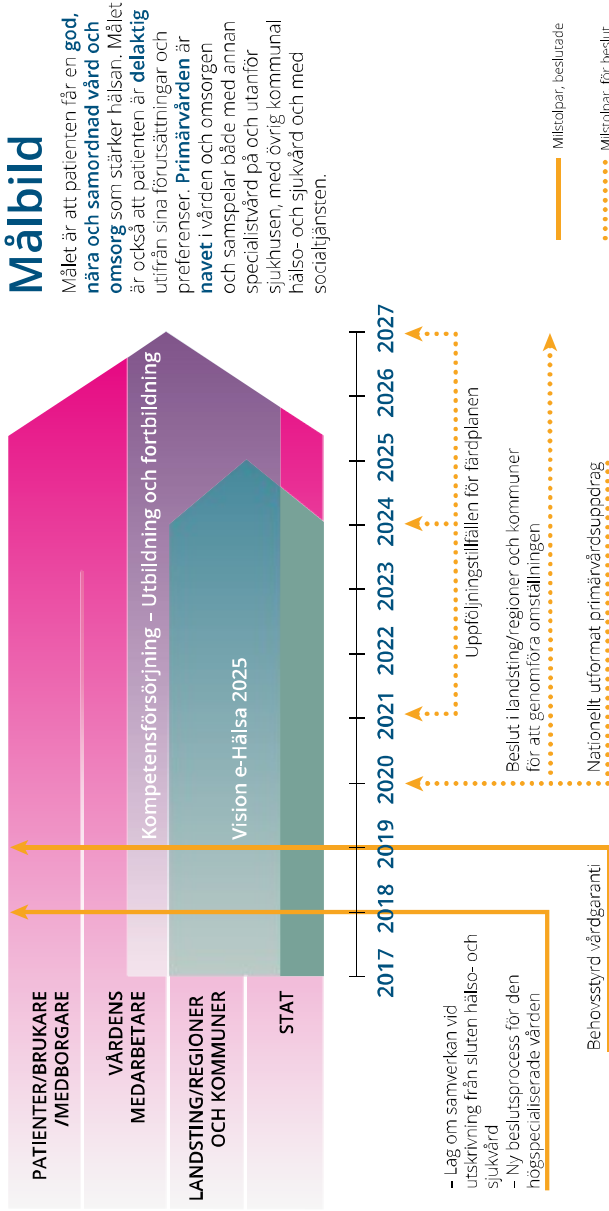 Målbild
Målet är att patienten får en god,
nära och samordnad vård och
omsorg som stärker hälsan. Målet
är också att patienten är delaktig
utifrån sina förutsättningar och
preferenser. Primärvården är
navet i vården och omsorgen
och samspelar både med annan
specialistvård på och utanför
sjukhusen, med övrig kommunal
hälso- och sjukvård och med
socialtjänsten.
PATIENTER/BRUKARE
/MEDBORGARE
VÅRDENS
MEDARBETARE
LANDSTING/REGIONER
OCH KOMMUNER
STAT
Kompetensförsörjning – Utbildning och fortbildning
Vision e-Hälsa 2025
2017 2018 2019 2020 2021 2022 2023 2024 2025 2026 2027
– Lag om samverkan vid
utskrivning från sluten hälso- och
sjukvård
– Ny beslutsprocess för den
högspecialiserade vården
Behovsstyrd vårdgaranti
Uppföljningstillfällen för färdplanen
Beslut i landsting/regioner och kommuner
för att genomföra omställningen
Nationellt utformat primärvårdsuppdrag
Milstolpar, beslutade
Milstolpar, för beslut